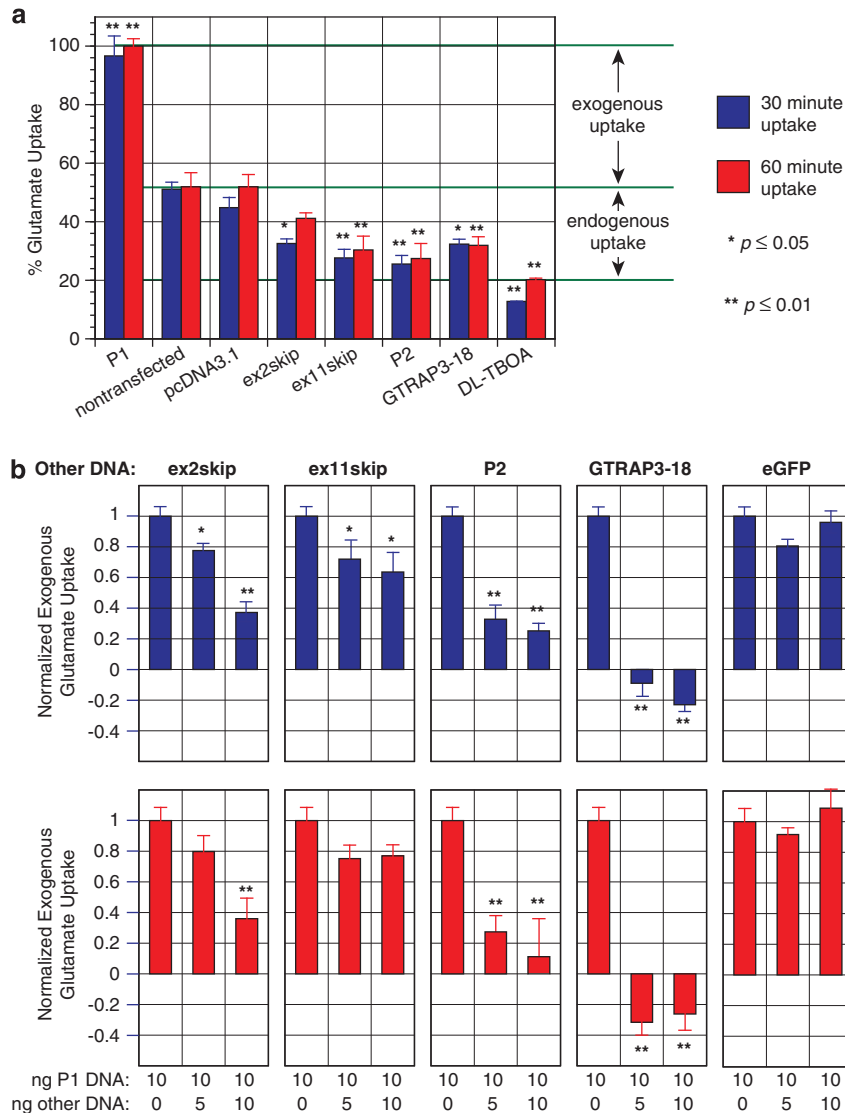 a
** **
100
80
60
40
20
0
% Glutamate Uptake
* 
** **
** **
* **
** **
exogenous
uptake
endogenous
uptake
30 minute
uptake
60 minute
uptake
* p ≤ 0.05
** p ≤ 0.01
P1
nontransfected
pcDNA3.1
ex2skip
ex11skip
P2
GTRAP3-18
DL-TBOA
b
Other DNA: ex2skip ex11skip P2 GTRAP3-18 eGFP
Normalized Exogenous
Glutamate Uptake
1
0.8
0.6
0.4
0.2
0
-0.2
-0.4
* **
* *
** **
** **
Normalized Exogenous
Glutamate Uptake
1
0.8
0.6
0.4
0.2
0
-0.2
-0.4
**
** **
** **
ng P1 DNA: 10 10 10 10 10 10 10 10 10 10 10 10 10 10 10
ng other DNA: 0 5 10 0 5 10 0 5 10 0 5 10 0 5 10